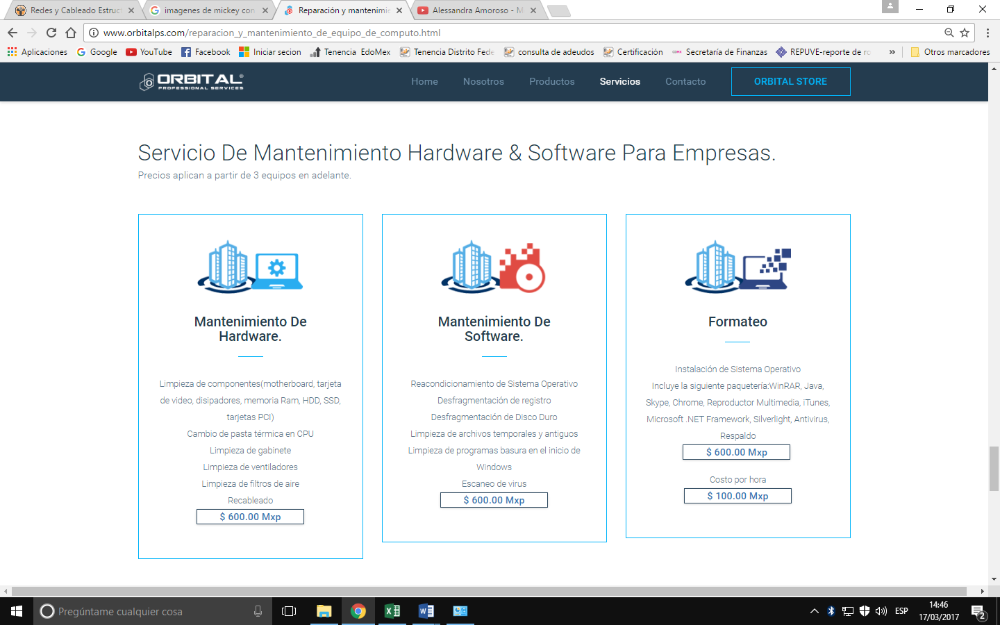 Redes y Cableado Estruct
imagenes de mickey con
Reparación y mantenimie
Alessandra Amoroso - M
www.orbitalps.com/reparacion_y_mantenimiento_de_equipo_de_computo.html
Aplicaciones
Google
YouTube
Facebook
Iniciar secion
Tenencia EdoMex
Tenencia Distrito Fede
consulta de adeudos
Certificación
Secretaría de Finanzas
REPUVE-reporte de ro
»
Otros marcadores
ORBITAL®
PROFESSIONAL SERVICES
Home
Nosotros
Productos
Servicios
Contacto
ORBITAL STORE
Servicio De Mantenimiento Hardware & Software Para Empresas.
Precios aplican a partir de 3 equipos en adelante.
Mantenimiento De
Hardware.
Limpieza de componentes(motherboard, tarjeta
de video, disipadores, memoria Ram, HDD, SSD,
tarjetas PCI)
Cambio de pasta térmica en CPU
Limpieza de gabinete
Limpieza de ventiladores
Limpieza de filtros de aire
Recableado
$ 600.00 Mxp
Mantenimiento De
Software.
Reacondicionamiento de Sistema Operativo
Desfragmentación de registro
Desfragmentación de Disco Duro
Limpieza de archivos temporales y antiguos
Limpieza de programas basura en el inicio de
Windows
Escaneo de virus
$ 600.00 Mxp
Formateo
Instalación de Sistema Operativo
Incluye la siguiente paquetería:WinRAR, Java,
Skype, Chrome, Reproductor Multimedia, iTunes,
Microsoft .NET Framework, Silverlight, Antivirus,
Respaldo
$ 600.00 Mxp
Costo por hora
$ 100.00 Mxp
Pregúntame cualquier cosa
ESP
14:46
17/03/2017
2